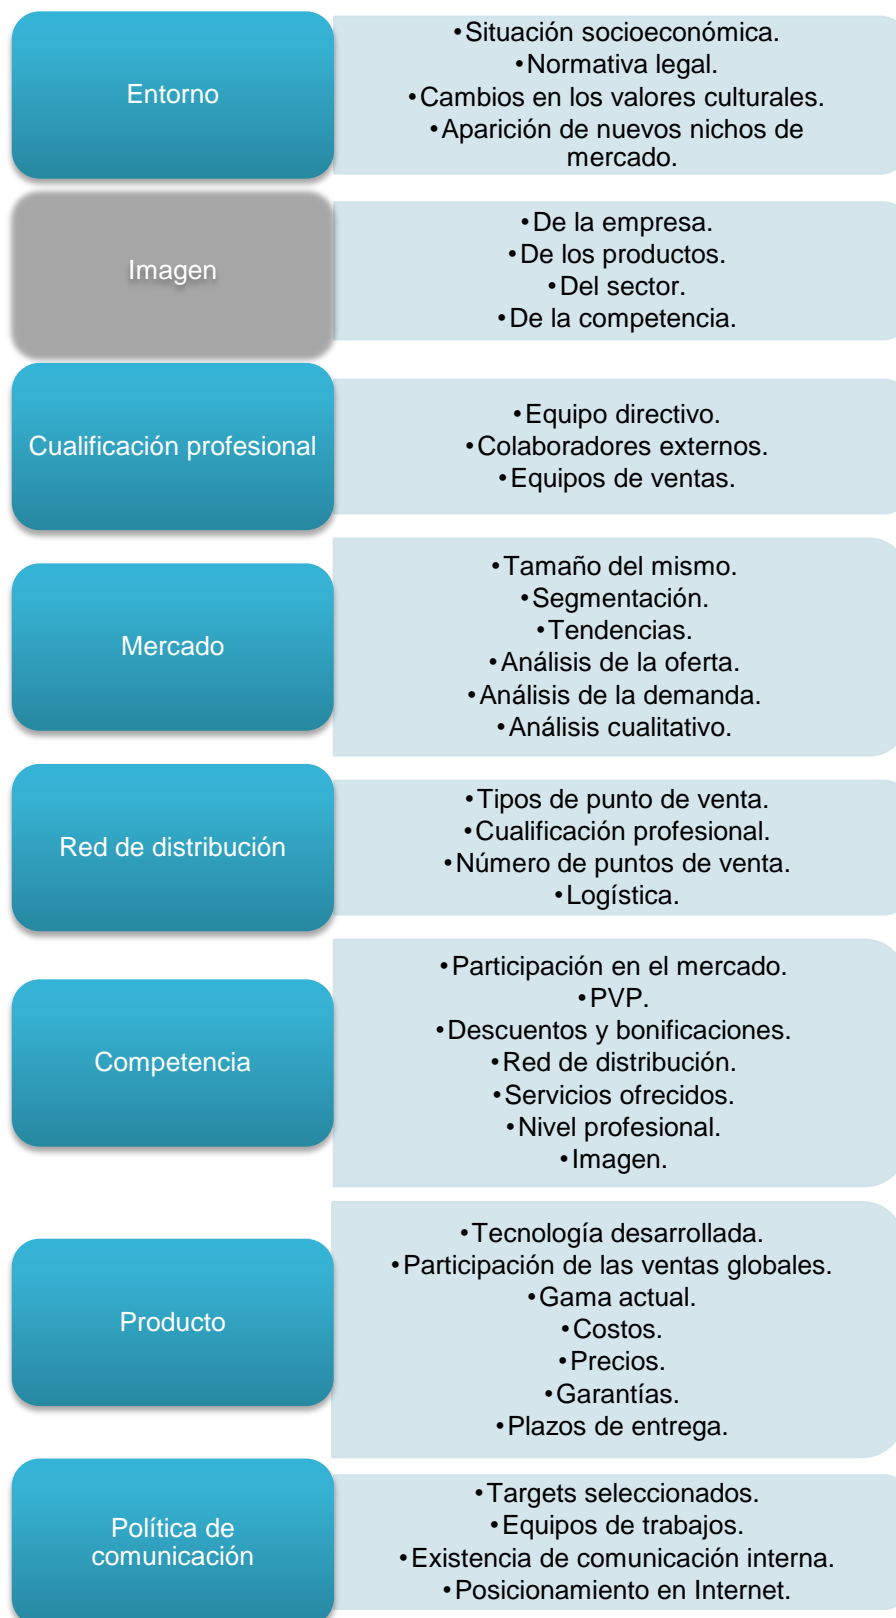 Entorno
•Situación socioeconómica.
•Normativa legal.
•Cambios en los valores culturales.
•Aparición de nuevos nichos de
mercado.
Imagen
•De la empresa.
•De los productos.
•Del sector.
•De la competencia.
Cualificación profesional
•Equipo directivo.
•Colaboradores externos.
•Equipos de ventas.
Mercado
•Tamaño del mismo.
•Segmentación.
•Tendencias.
•Análisis de la oferta.
•Análisis de la demanda.
•Análisis cualitativo.
Red de distribución
•Tipos de punto de venta.
•Cualificación profesional.
•Número de puntos de venta.
•Logística.
Competencia
•Participación en el mercado.
•PVP.
•Descuentos y bonificaciones.
•Red de distribución.
•Servicios ofrecidos.
•Nivel profesional.
•Imagen.
Producto
•Tecnología desarrollada.
•Participación de las ventas globales.
•Gama actual.
•Costos.
•Precios.
•Garantías.
•Plazos de entrega.
Política de
comunicación
•Targets seleccionados.
•Equipos de trabajos.
•Existencia de comunicación interna.
•Posicionamiento en Internet.